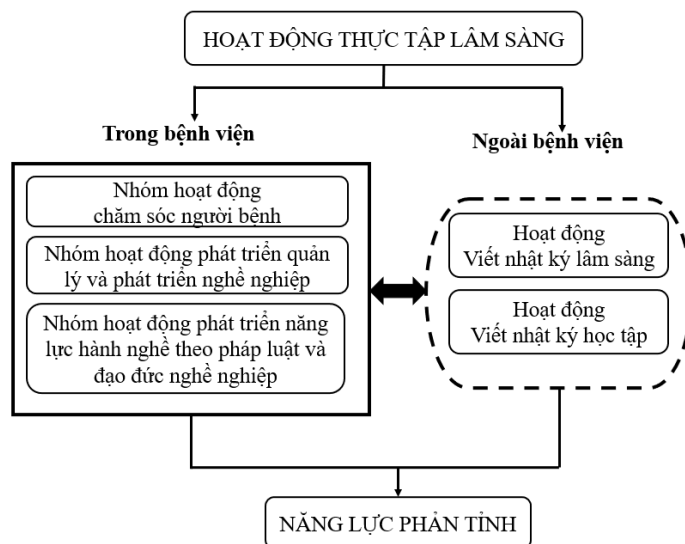 HOẠT ĐỘNG THỰC TẬP LÂM SÀNG
Trong bệnh viện
Ngoài bệnh viện
Nhóm hoạt động
chăm sóc người bệnh
Nhóm hoạt động phát triển quản
lý và phát triển nghề nghiệp
Nhóm hoạt động phát triển năng
lực hành nghề theo pháp luật và
đạo đức nghề nghiệp
Hoạt động
Viết nhật ký lâm sàng
Hoạt động
Viết nhật ký học tập
NĂNG LỰC PHẢN TỈNH